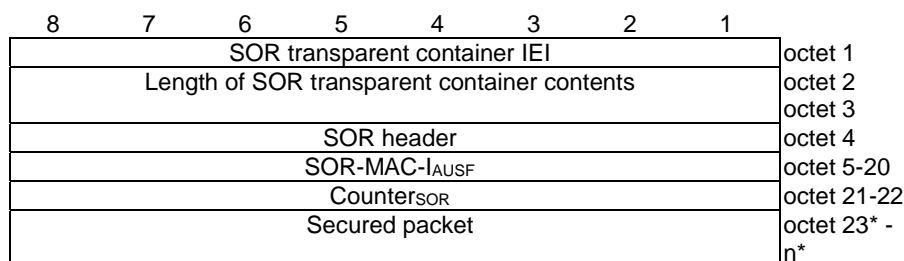 8 7 6 5 4 3 2 1
SOR transparent container IEI octet 1
Length of SOR transparent container contents octet 2
octet 3
SOR header octet 4
SOR-MAC-IAUSF octet 5-20
CounterSOR octet 21-22
Secured packet octet 23* -
n*